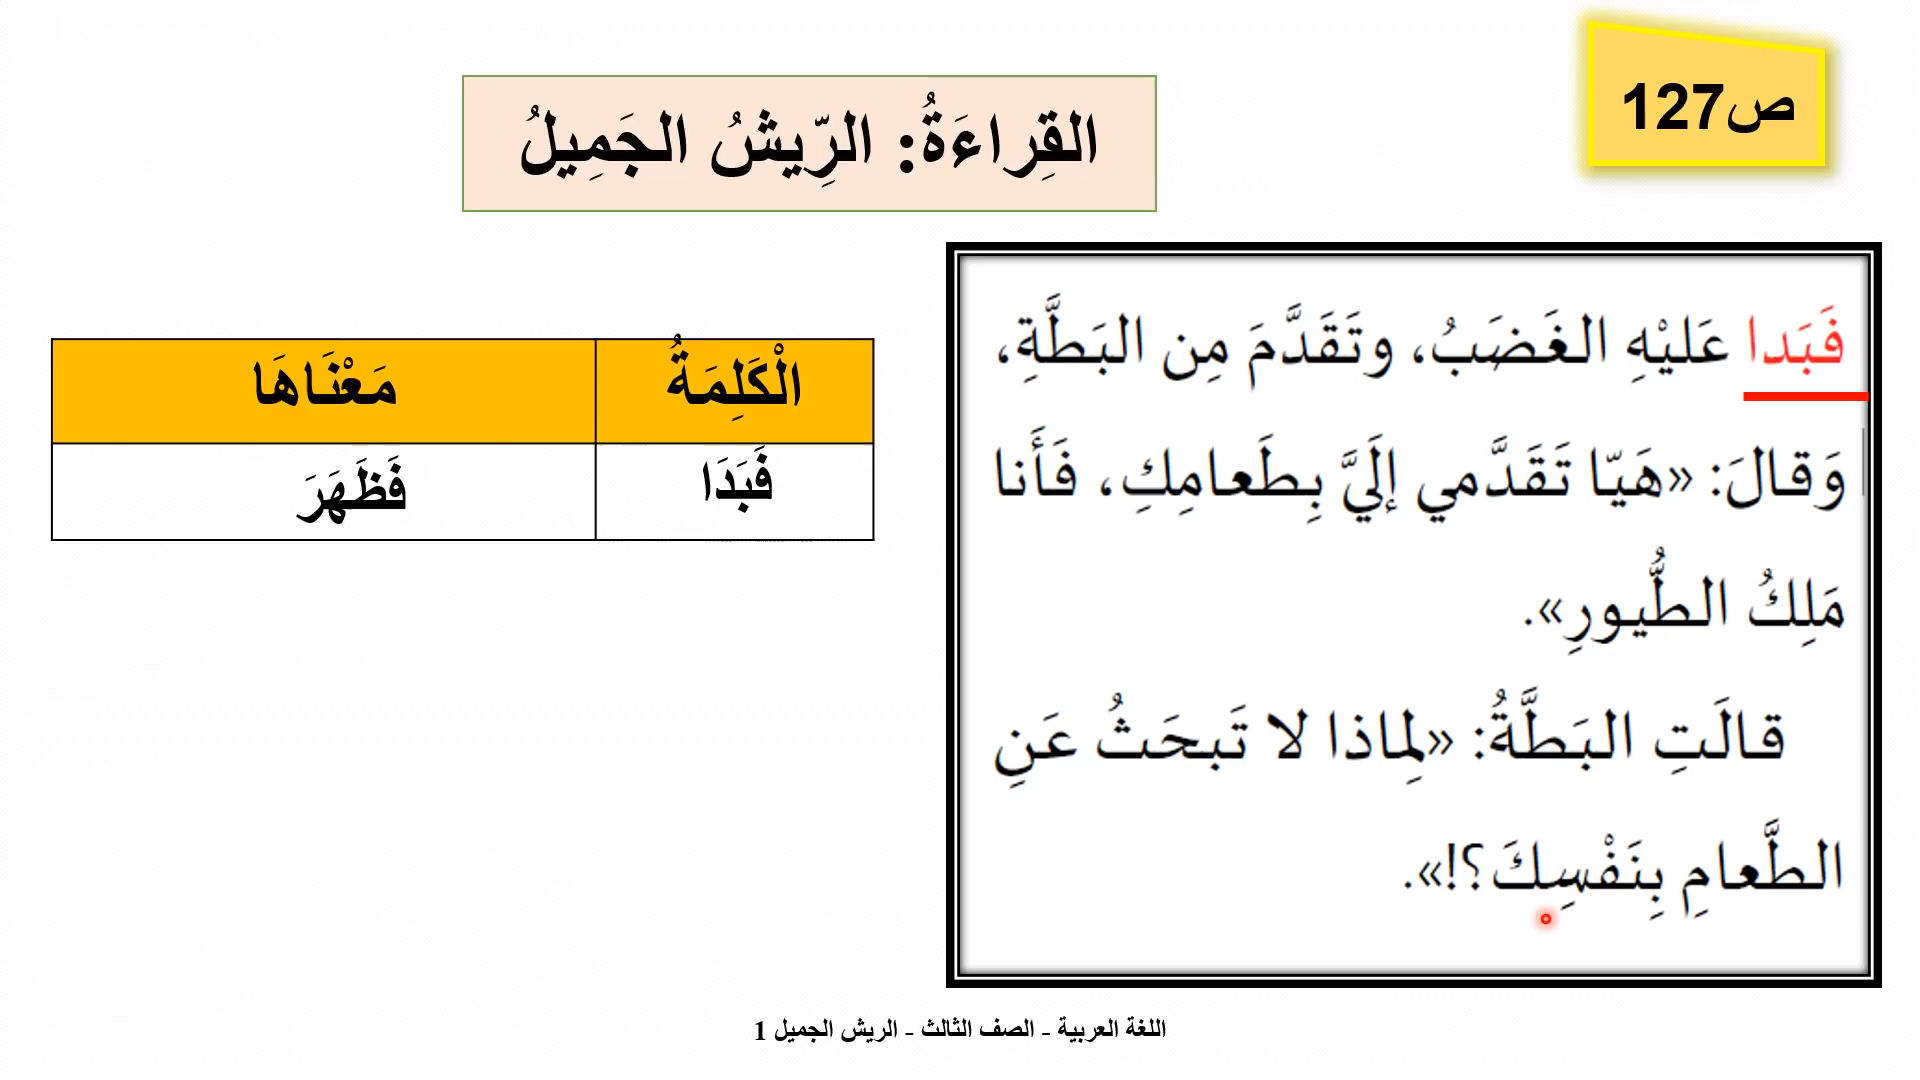 ص127
القِراءَةُ: الرِّيشُ الجَمِيلُ
فَبَدا عَليْهِ الغَضَبُ، وتَقَدَّمَ مِن البَطَّةِ،
وَقالَ: «هَيّا تَقَدَّمي إلَيَّ بِطَعامِكِ، فَأَنا
مَلِكُ الطُّيورِ».
قالَتِ البَطَّةُ: «لِماذا لا تَبحَثُ عَنِ
الطَّعامِ بِنَفْسِكَ؟!».
الْكَلِمَةُ مَعْنَاهَا
فَبَدَا فَظَهَرَ
اللغة العربية - الصف الثالث - الريش الجميل 1